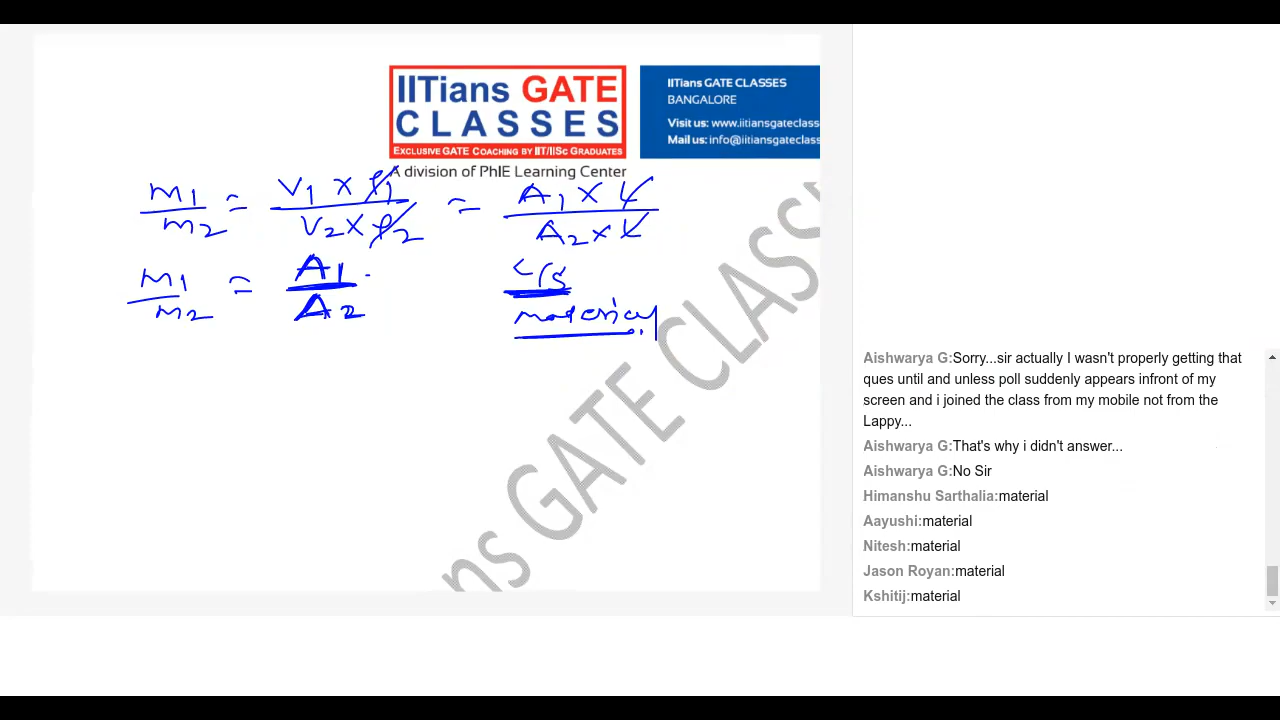 IITians GATE
CLASSES
EXCLUSIVE GATE COACHING BY IIT/IISc GRADUATES
A division of PhIE Learning Center
IITians GATE CLASSES
BANGALORE
Visit us: www.iitiansgateclass
Mail us: info@iitiansgateclass
m1/m2 = V1 x ρ1 / V2 x ρ2 = A1 x L / A2 x L
m1/m2 = A1/A2
c/s
material
ns GATE CLASS
Aishwarya G:Sorry...sir actually I wasn't properly getting that
ques until and unless poll suddenly appears infront of my
screen and i joined the class from my mobile not from the
Lappy...
Aishwarya G:That's why i didn't answer...
Aishwarya G:No Sir
Himanshu Sarthalia:material
Aayushi:material
Nitesh:material
Jason Royan:material
Kshitij:material